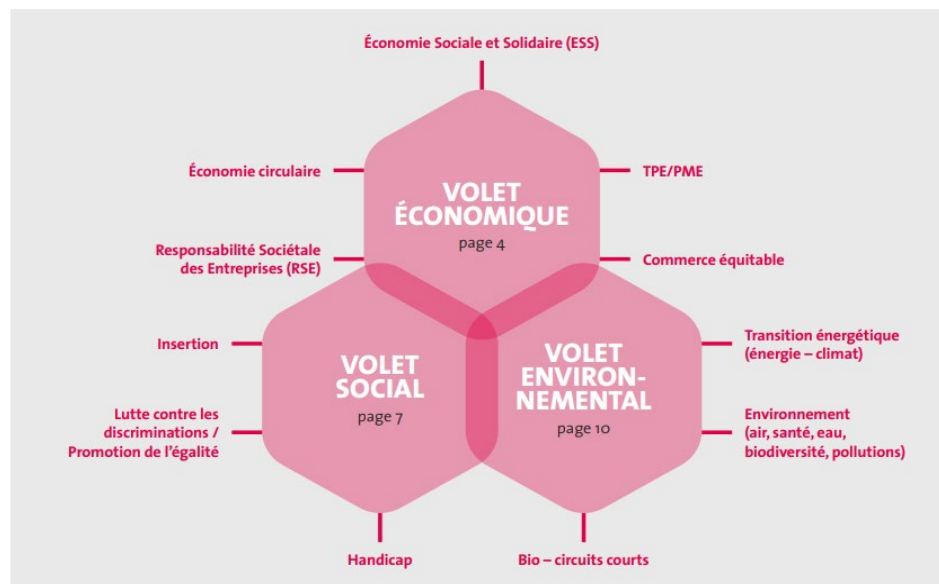 Économie Sociale et Solidaire (ESS)
Économie circulaire
TPE/PME
VOLET
ÉCONOMIQUE
page 4
Responsabilité Sociétale
des Entreprises (RSE)
Commerce équitable
Insertion
VOLET
SOCIAL
page 7
VOLET
ENVIRON-
NEMENTAL
page 10
Transition énergétique
(énergie – climat)
Lutte contre les
discriminations /
Promotion de l’égalité
Environnement
(air, santé, eau,
biodiversité, pollutions)
Handicap
Bio – circuits courts